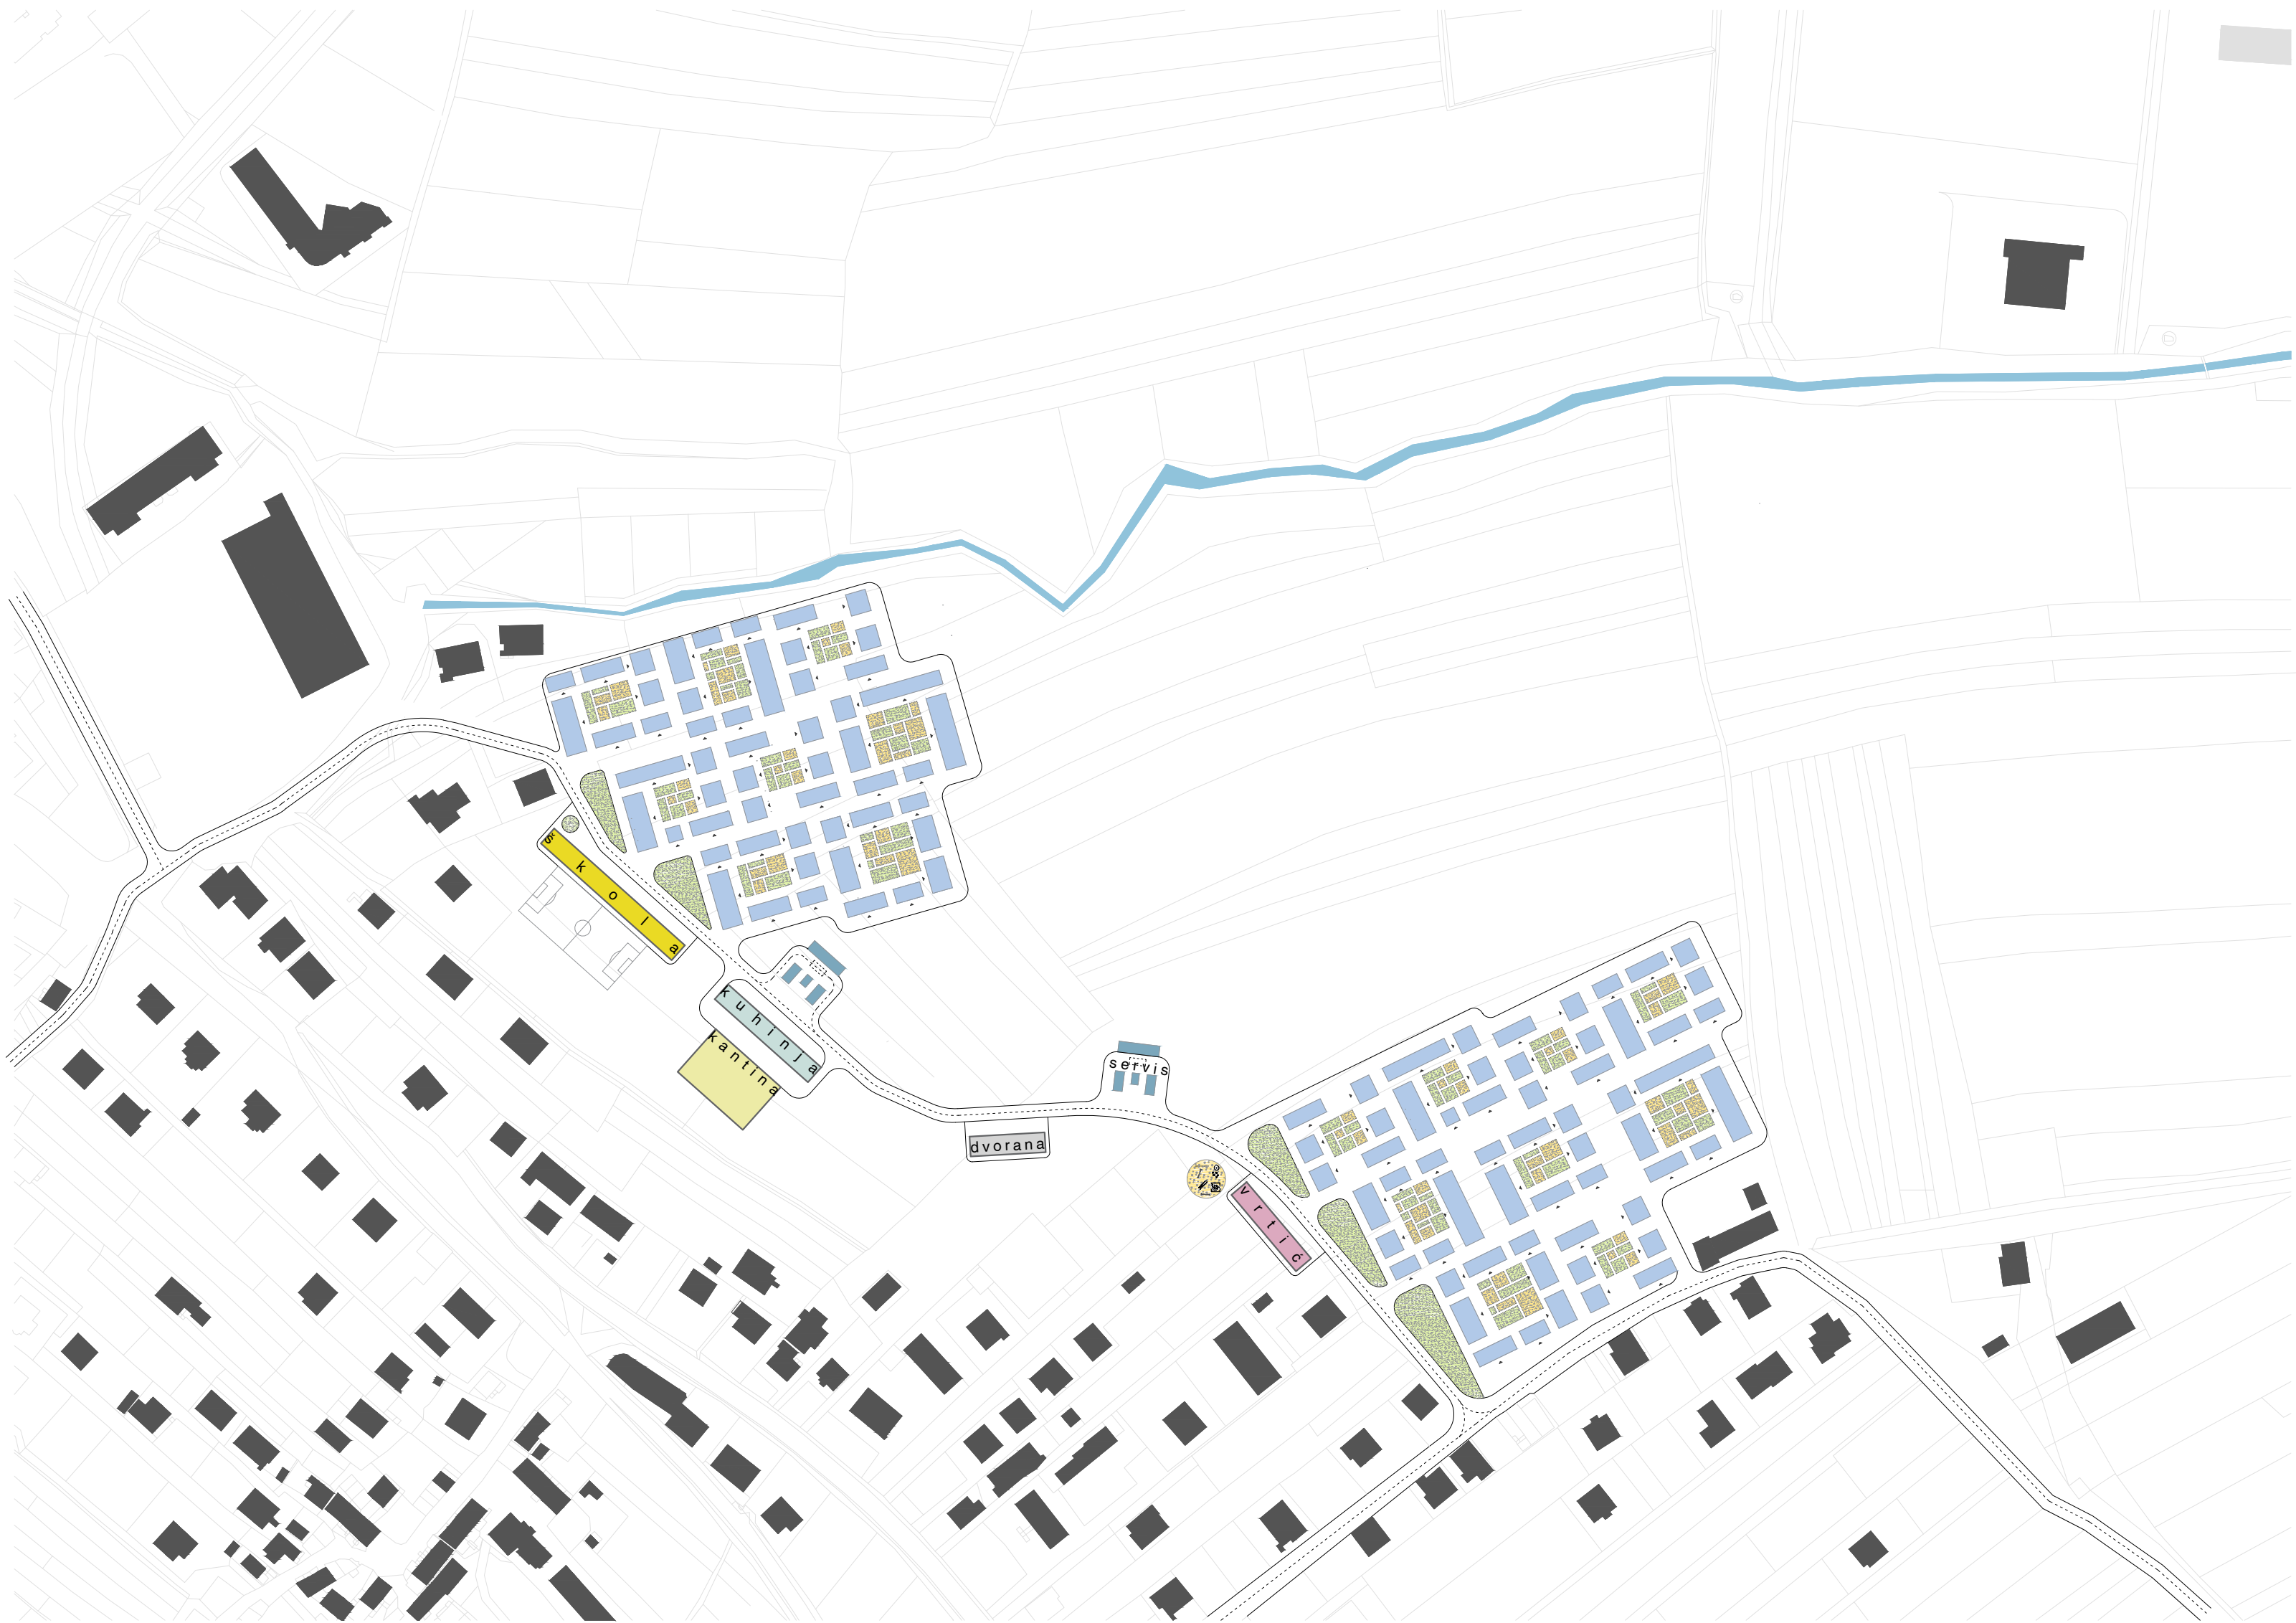 Škola
kuhinja
kantina
servis
dvorana
vrtić